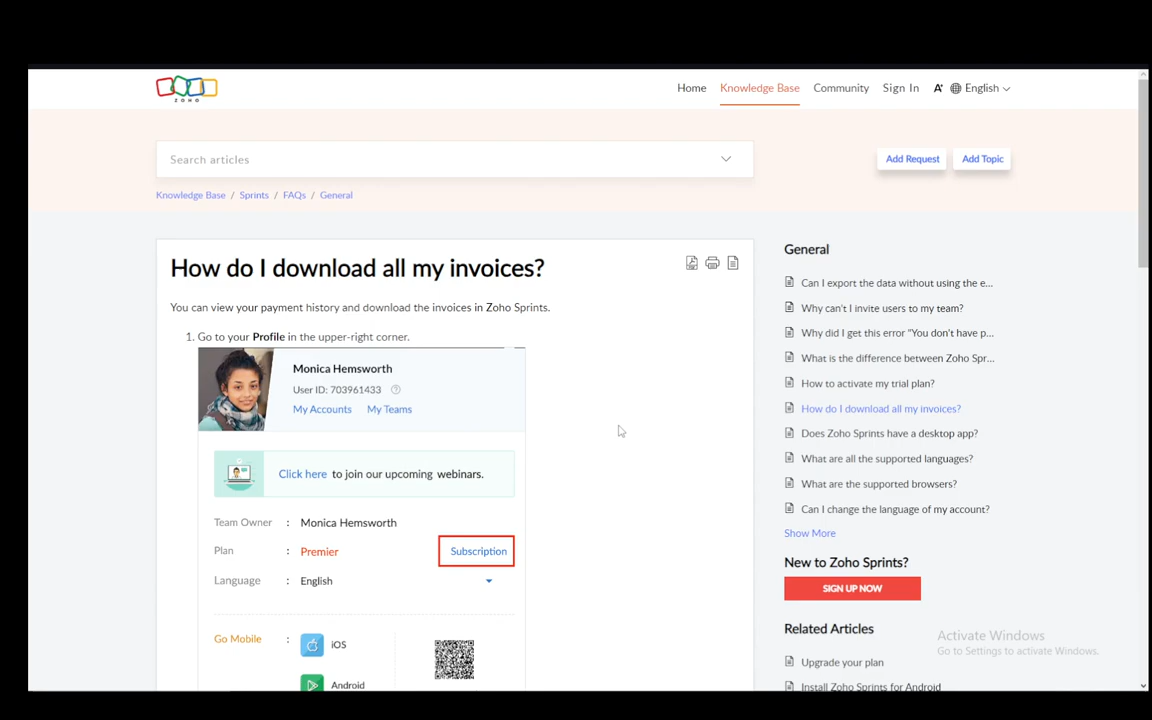 ZOHO
Home Knowledge Base Community Sign In A English
Search articles
Add Request Add Topic
Knowledge Base / Sprints / FAQs / General
How do I download all my invoices?
You can view your payment history and download the invoices in Zoho Sprints.
1. Go to your Profile in the upper-right corner.
Monica Hemsworth
User ID: 703961433
My Accounts My Teams
Click here to join our upcoming webinars.
Team Owner : Monica Hemsworth
Plan : Premier Subscription
Language : English
Go Mobile : iOS
Android
General
Can I export the data without using the e...
Why can't I invite users to my team?
Why did I get this error "You don't have p...
What is the difference between Zoho Spr...
How to activate my trial plan?
How do I download all my invoices?
Does Zoho Sprints have a desktop app?
What are all the supported languages?
What are the supported browsers?
Can I change the language of my account?
Show More
New to Zoho Sprints?
SIGN UP NOW
Related Articles
Upgrade your plan
Install Zoho Sprints for Android
Activate Windows
Go to Settings to activate Windows.